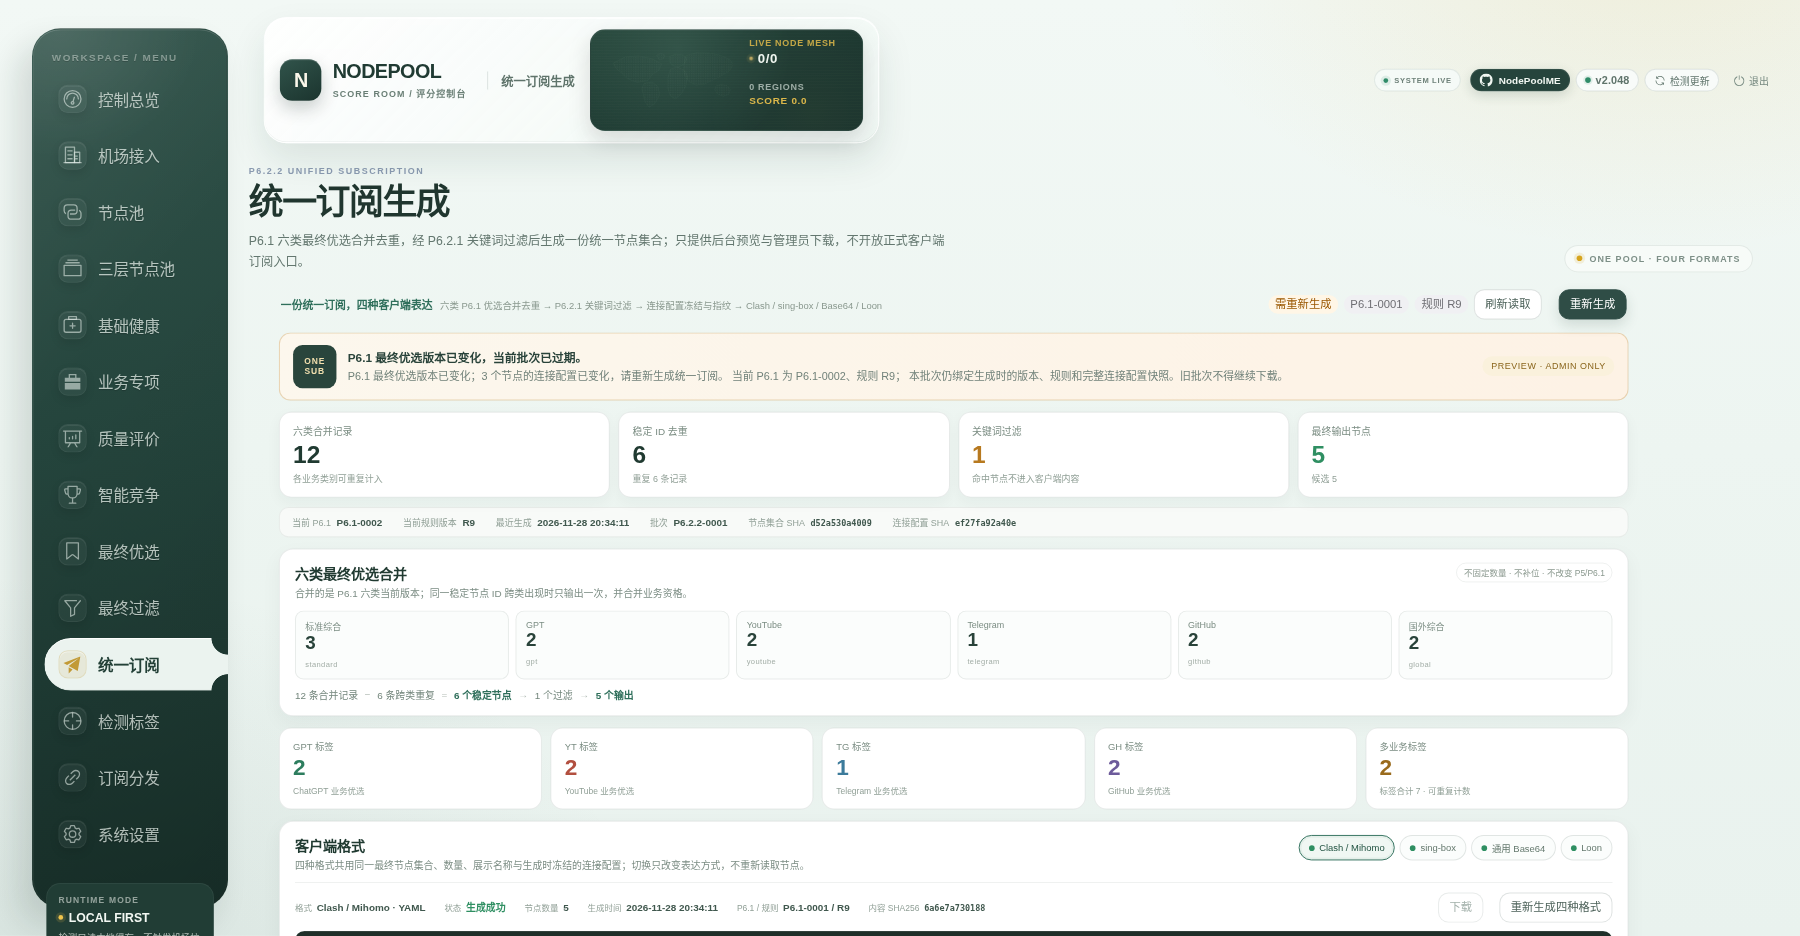 WORKSPACE / MENU
控制总览
机场接入
节点池
三层节点池
基础健康
业务专项
质量评价
智能竞争
最终优选
最终过滤
统一订阅
检测标签
订阅分发
系统设置
RUNTIME MODE
LOCAL FIRST
N
NODEPOOL
SCORE ROOM / 评分控制台
统一订阅生成
LIVE NODE MESH
0/0
0 REGIONS
SCORE 0.0
SYSTEM LIVE
NodePoolME
v2.048
检测更新
退出
P6.2.2 UNIFIED SUBSCRIPTION
统一订阅生成
P6.1 六类最终优选合并去重，经 P6.2.1 关键词过滤后生成一份统一节点集合；只提供后台预览与管理员下载，不开放正式客户端
订阅入口。
ONE POOL · FOUR FORMATS
一份统一订阅，四种客户端表达 六类 P6.1 优选合并去重 → P6.2.1 关键词过滤 → 连接配置冻结与指纹 → Clash / sing-box / Base64 / Loon
需重新生成 P6.1-0001 规则 R9 刷新读取 重新生成
ONE
SUB
P6.1 最终优选版本已变化，当前批次已过期。
P6.1 最终优选版本已变化；3 个节点的连接配置已变化，请重新生成统一订阅。 当前 P6.1 为 P6.1-0002、规则 R9； 本批次仍绑定生成时的版本、规则和完整连接配置快照。旧批次不得继续下载。
PREVIEW · ADMIN ONLY
六类合并记录
12
各业务类别可重复计入
稳定 ID 去重
6
重复 6 条记录
关键词过滤
1
命中节点不进入客户端内容
最终输出节点
5
候选 5
当前 P6.1 P6.1-0002 当前规则版本 R9 最近生成 2026-11-28 20:34:11 批次 P6.2.2-0001 节点集合 SHA d52a530a4009 连接配置 SHA ef27fa92a40e
六类最终优选合并
合并的是 P6.1 六类当前版本；同一稳定节点 ID 跨类出现时只输出一次，并合并业务资格。
不固定数量 · 不补位 · 不改变 P5/P6.1
标准综合
3
standard
GPT
2
gpt
YouTube
2
youtube
Telegram
1
telegram
GitHub
2
github
国外综合
2
global
12 条合并记录 − 6 条跨类重复 = 6 个稳定节点 → 1 个过滤 → 5 个输出
GPT 标签
2
ChatGPT 业务优选
YT 标签
2
YouTube 业务优选
TG 标签
1
Telegram 业务优选
GH 标签
2
GitHub 业务优选
多业务标签
2
标签合计 7 · 可重复计数
客户端格式
四种格式共用同一最终节点集合、数量、展示名称与生成时冻结的连接配置；切换只改变表达方式，不重新读取节点。
Clash / Mihomo
sing-box
通用 Base64
Loon
格式 Clash / Mihomo · YAML 状态 生成成功 节点数量 5 生成时间 2026-11-28 20:34:11 P6.1 / 规则 P6.1-0001 / R9 内容 SHA256 6a6e7a730188
下载
重新生成四种格式